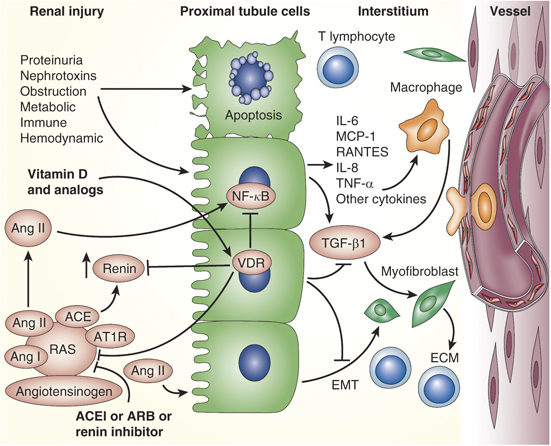 Renal injury
Proximal tubule cells
Interstitium
Vessel
T lymphocyte
Proteinuria
Nephrotoxins
Obstruction
Metabolic
Immune
Hemodynamic
Apoptosis
Macrophage
IL-6
MCP-1
RANTES
IL-8
TNF-α
Other cytokines
Vitamin D
and analogs
NF-κB
Ang II
TGF-β1
Renin
VDR
Myofibroblast
Ang II
ACE
AT1R
Ang I
RAS
Ang II
Angiotensinogen
EMT
ECM
ACEI or ARB or
renin inhibitor